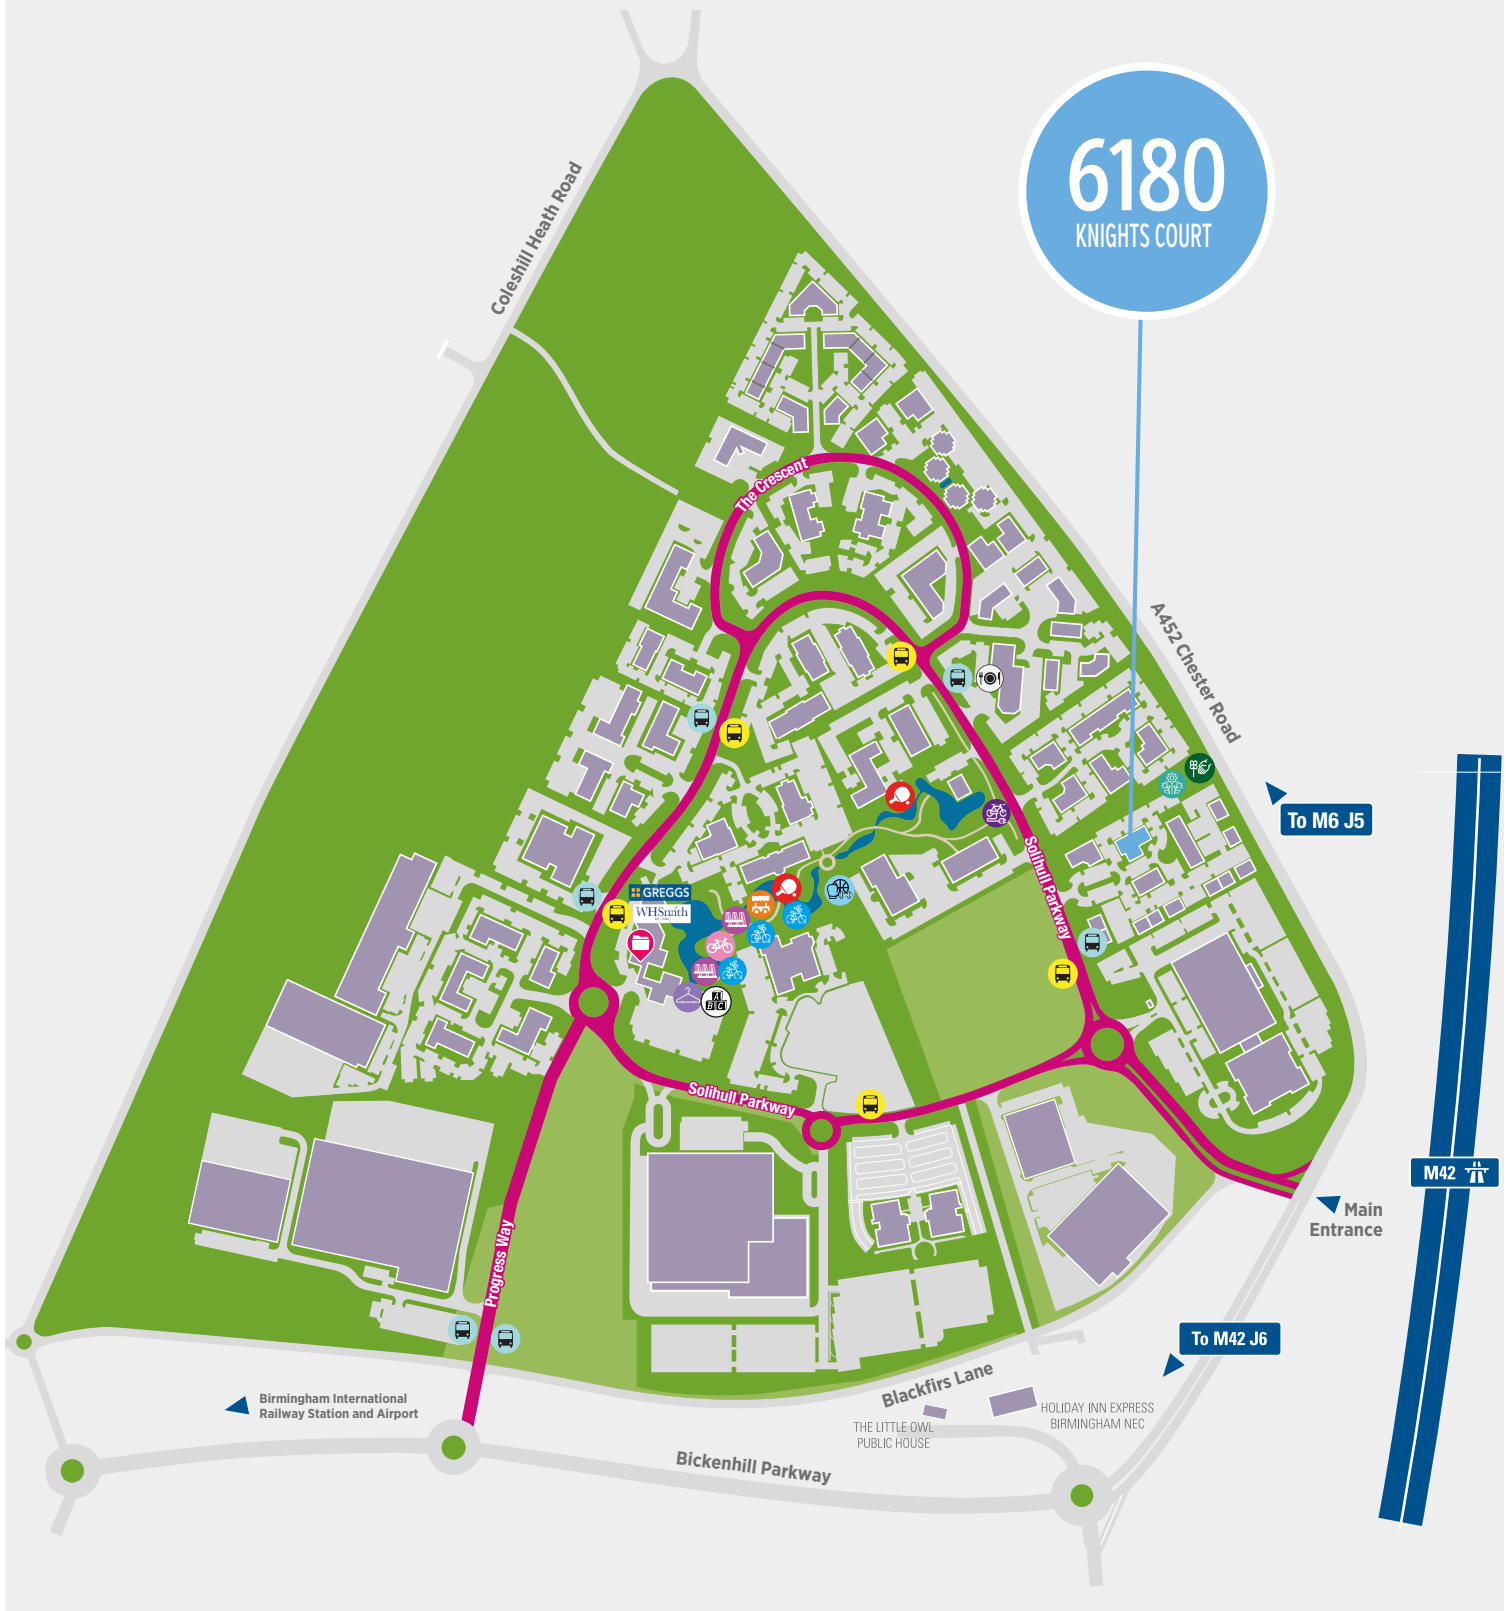 6180
KNIGHTS COURT
Coleshill Heath Road
The Crescent
A452 Chester Road
To M6 J5
Solihull Parkway
GREGGS
WHSmith
A
B C
Solihull Parkway
M42
Main
Entrance
Progress Way
To M42 J6
Blackfirs Lane
Birmingham International
Railway Station and Airport
HOLIDAY INN EXPRESS
BIRMINGHAM NEC
THE LITTLE OWL
PUBLIC HOUSE
Bickenhill Parkway